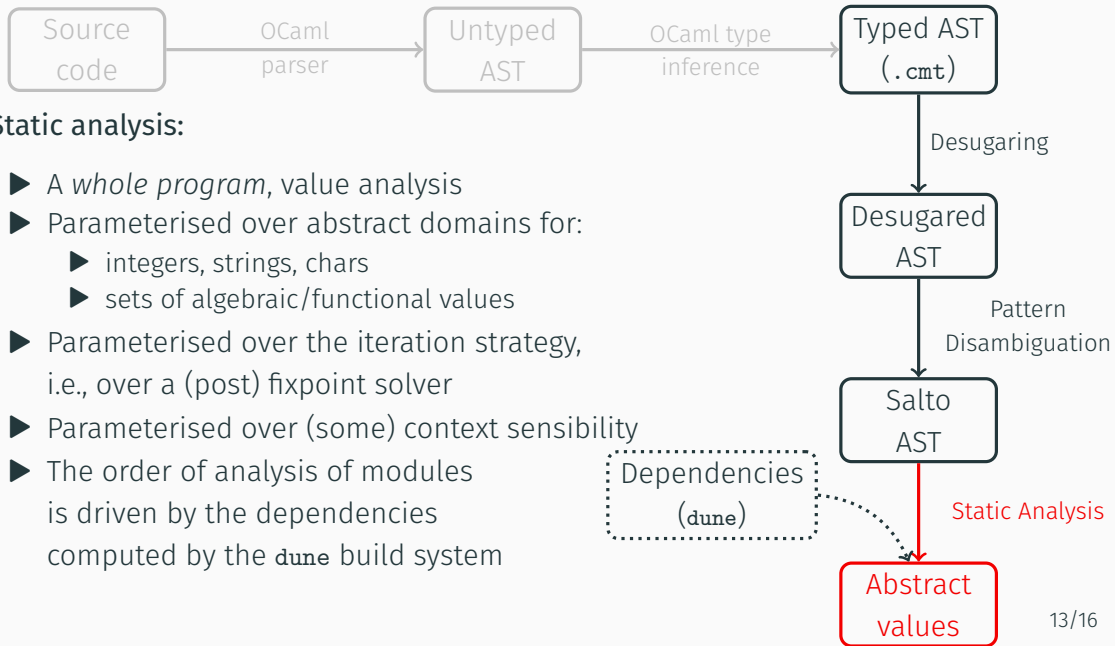 Source
code
OCaml
parser
Untyped
AST
OCaml type
inference
Typed AST
(.cmt)
Static analysis:
Desugaring
▶ A whole program, value analysis
▶ Parameterised over abstract domains for:
▶ integers, strings, chars
▶ sets of algebraic/functional values
Desugared
AST
▶ Parameterised over the iteration strategy,
i.e., over a (post) fixpoint solver
Pattern
Disambiguation
▶ Parameterised over (some) context sensibility
Salto
AST
▶ The order of analysis of modules
is driven by the dependencies
computed by the dune build system
Dependencies
(dune)
Static Analysis
Abstract
values
13/16